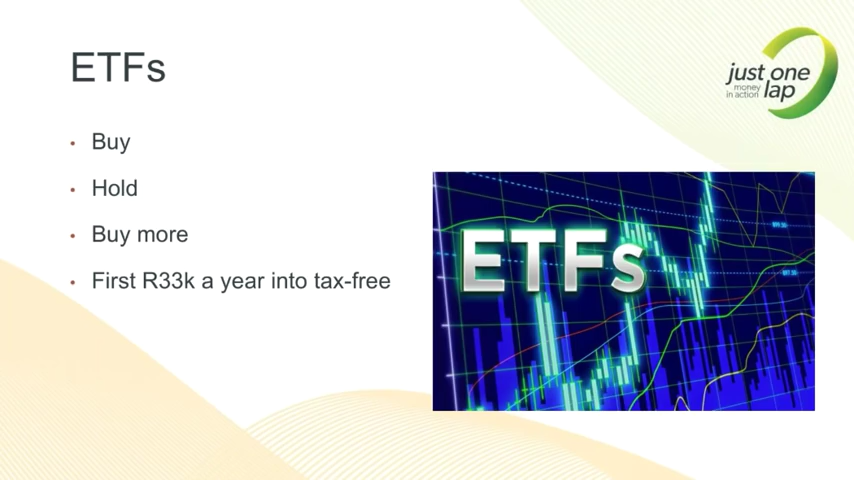 ETFs
just one
money
in action lap
Buy
Hold
Buy more
First R33k a year into tax-free
ETFs